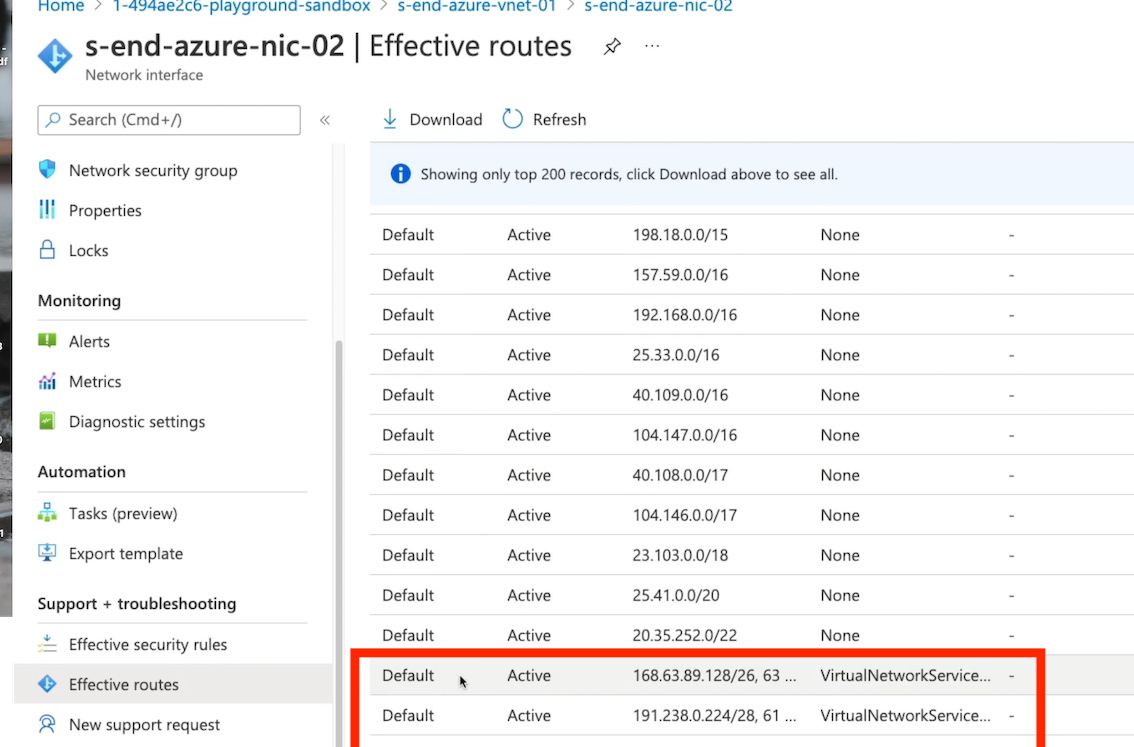 Home > 1-494ae2c6-playground-sandbox > s-end-azure-vnet-01 > s-end-azure-nic-02
s-end-azure-nic-02 | Effective routes ...
Network interface
Search (Cmd+/) «
Network security group
Properties
Locks
Monitoring
Alerts
Metrics
Diagnostic settings
Automation
Tasks (preview)
Export template
Support + troubleshooting
Effective security rules
Effective routes
New support request
Download Refresh
Showing only top 200 records, click Download above to see all.
Default Active 198.18.0.0/15 None -
Default Active 157.59.0.0/16 None -
Default Active 192.168.0.0/16 None -
Default Active 25.33.0.0/16 None -
Default Active 40.109.0.0/16 None -
Default Active 104.147.0.0/16 None -
Default Active 40.108.0.0/17 None -
Default Active 104.146.0.0/17 None -
Default Active 23.103.0.0/18 None -
Default Active 25.41.0.0/20 None -
Default Active 20.35.252.0/22 None -
Default Active 168.63.89.128/26, 63 ... VirtualNetworkService... -
Default Active 191.238.0.224/28, 61 ... VirtualNetworkService... -